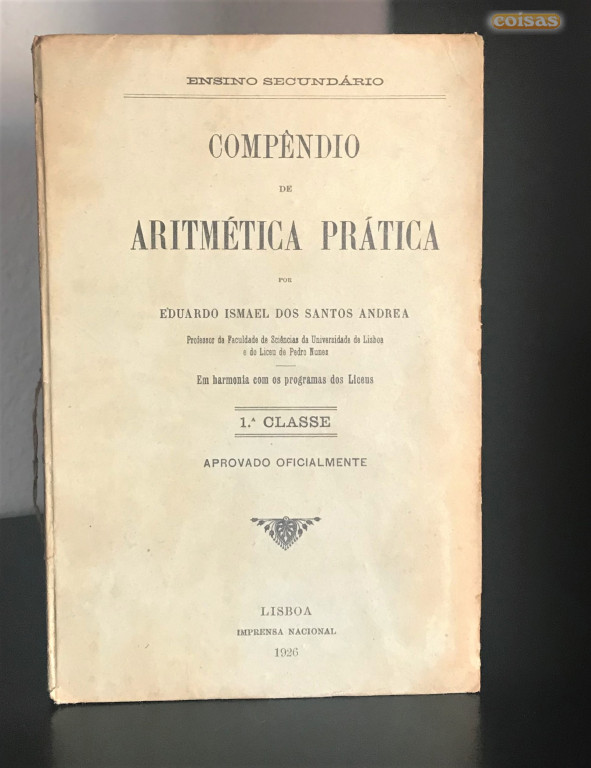 coisas
ENSINO SECUNDÁRIO
COMPÊNDIO
DE
ARITMÉTICA PRÁTICA
POR
EDUARDO ISMAEL DOS SANTOS ANDREA
Professor da Faculdade de Sciências da Universidade de Lisboa
e do Liceu de Pedro Nunes
Em harmonia com os programas dos Liceus
1.ª CLASSE
APROVADO OFICIALMENTE
LISBOA
IMPRENSA NACIONAL
1926